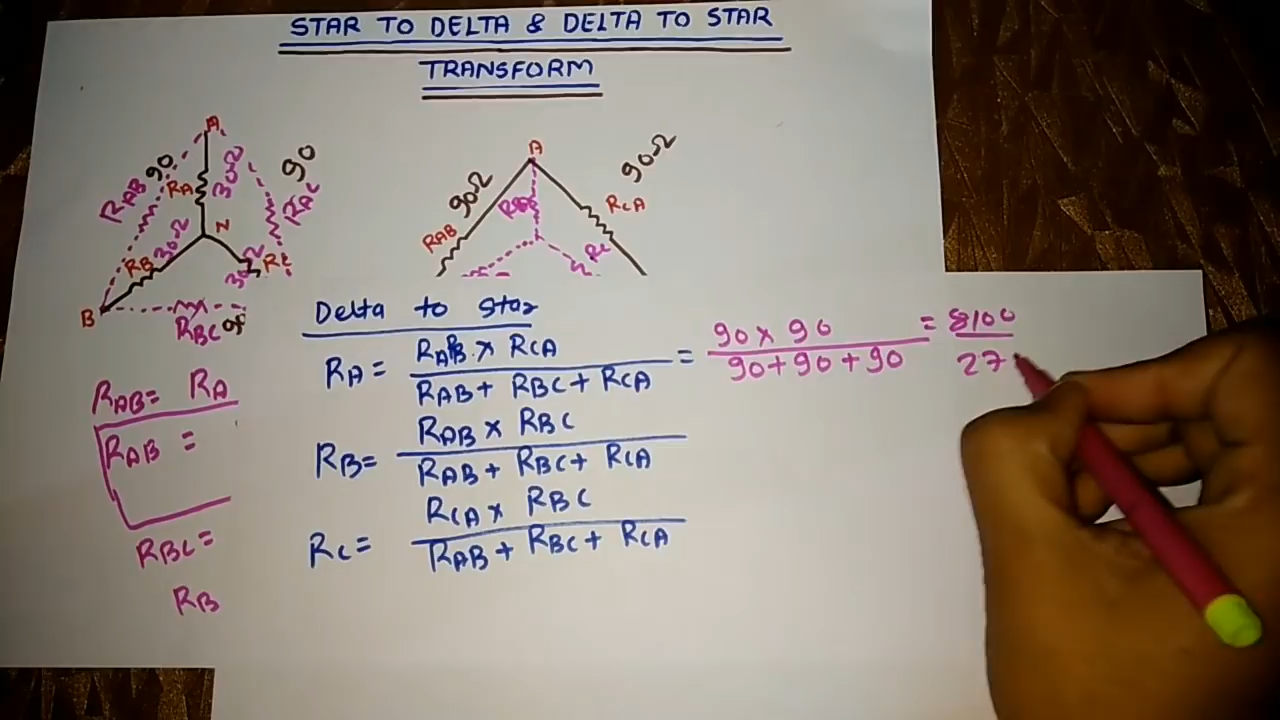 STAR TO DELTA & DELTA TO STAR
TRANSFORM
A
90
RAB
RA
30Ω
90
RAC
N
RB
30Ω
30Ω
RC
B
RBC
90
A
90Ω
RAB
90Ω
RCA
RC
Delta to Star
RA = RAB × RCA / RAB + RBC + RCA = 90 × 90 / 90 + 90 + 90 = 8100 / 27
RB = RAB × RBC / RAB + RBC + RCA
RC = RCA × RBC / RAB + RBC + RCA
RAB = RA
RAB =
RBC =
RB